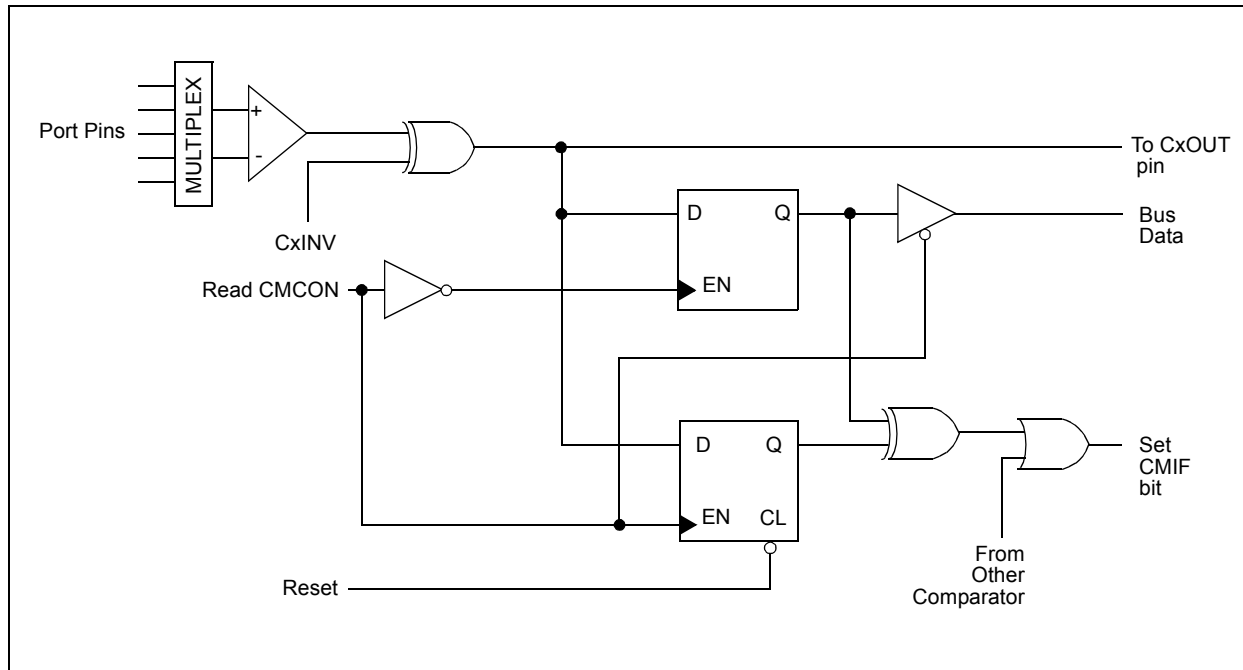 MULTIPLEX
+
-
Port Pins
CxINV
To CxOUT
pin
D
Q
EN
Bus
Data
Read CMCON
D
Q
EN
CL
Set
CMIF
bit
From
Other
Comparator
Reset